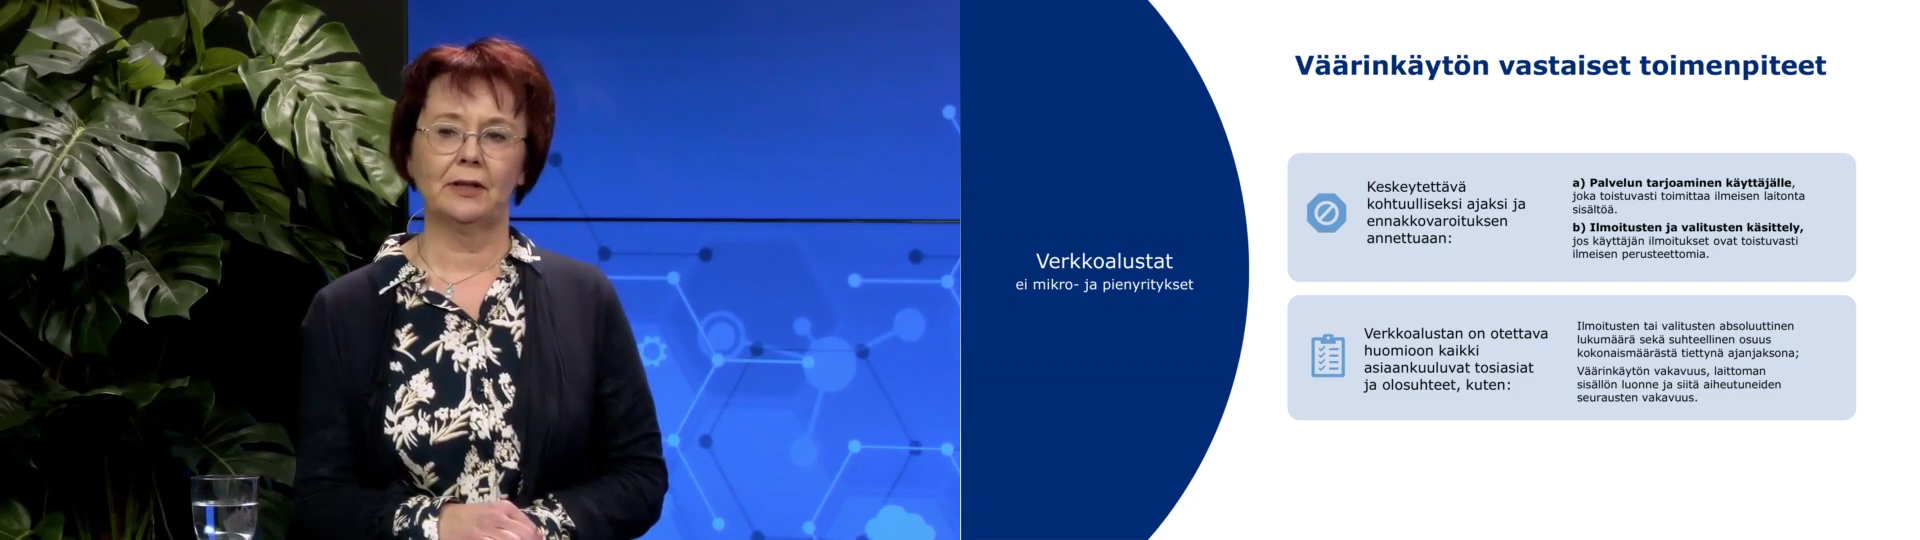 Väärinkäytön vastaiset toimenpiteet
Verkkoalustat
ei mikro- ja pienyritykset
Keskeytettävä
kohtuulliseksi ajaksi ja
ennakkovaroituksen
annettuaan:
a) Palvelun tarjoaminen käyttäjälle,
joka toistuvasti toimittaa ilmeisen laitonta
sisältöä.
b) Ilmoitusten ja valitusten käsittely,
jos käyttäjän ilmoitukset ovat toistuvasti
ilmeisen perusteettomia.
Verkkoalustan on otettava
huomioon kaikki
asiaankuuluvat tosiasiat
ja olosuhteet, kuten:
Ilmoitusten tai valitusten absoluuttinen
lukumäärä sekä suhteellinen osuus
kokonaismäärästä tiettynä ajanjaksona;
Väärinkäytön vakavuus, laittoman
sisällön luonne ja siitä aiheutuneiden
seurausten vakavuus.